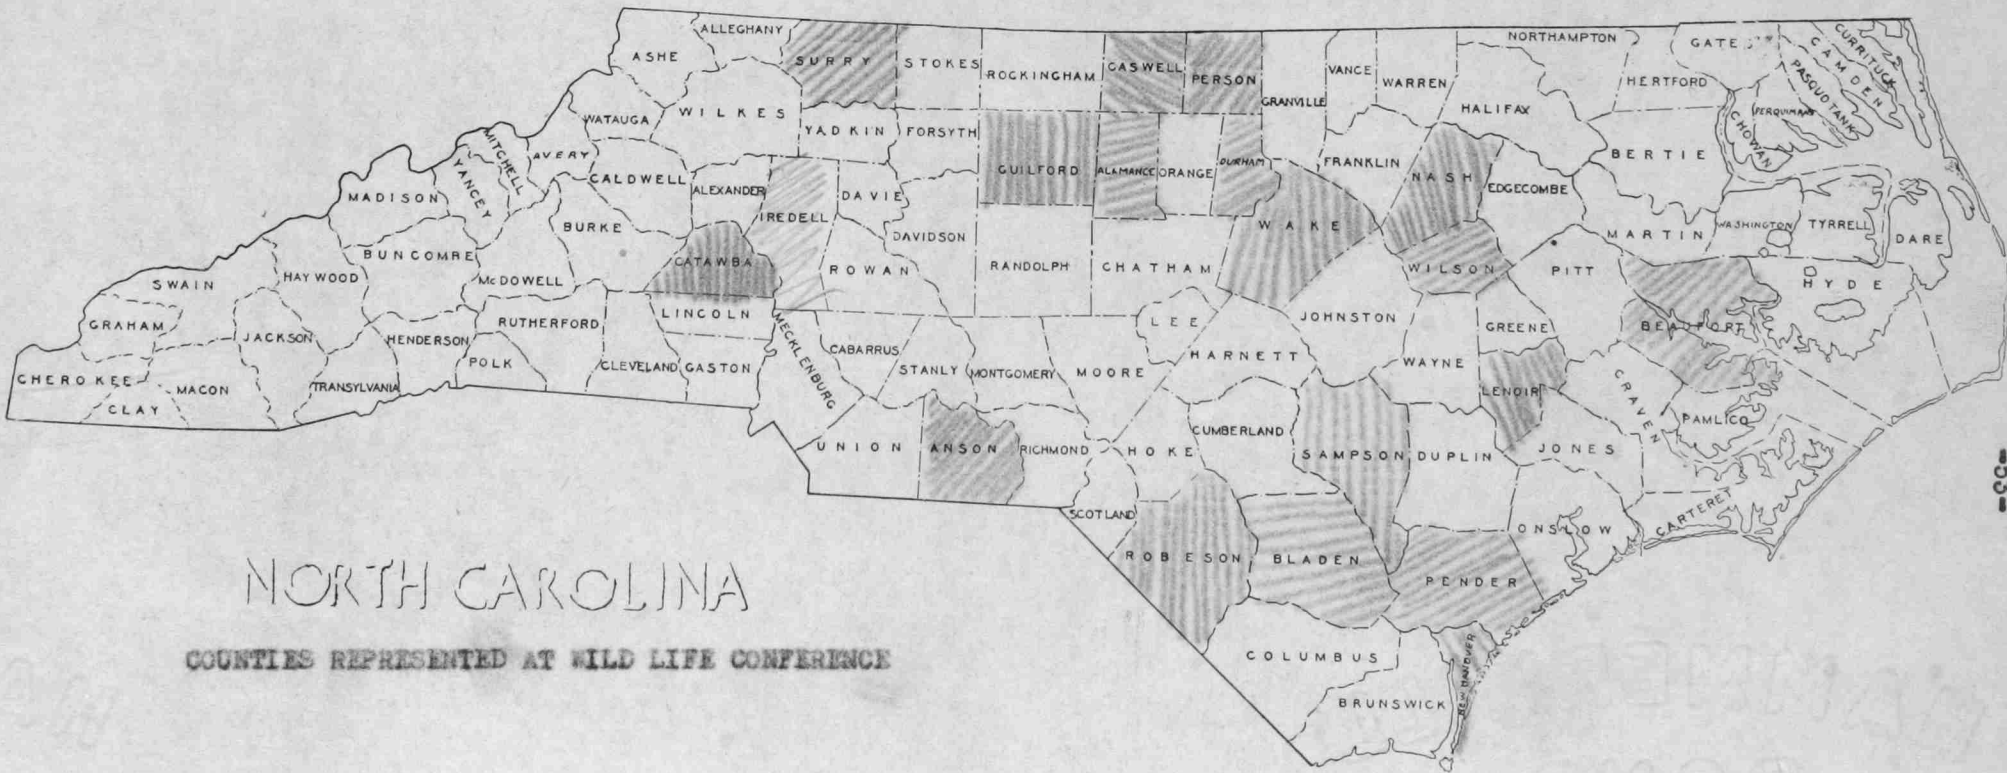 ALLEGHANY
ASHE
SURRY
STOKES
ROCKINGHAM
CASWELL
PERSON
GRANVILLE
VANCE
WARREN
NORTHAMPTON
GATES
HERTFORD
HALIFAX
CURRITUCK
CAMDEN
PASQUOTANK
PERQUIMANS
CHOWAN
WATAUGA
WILKES
YADKIN
FORSYTH
GUILFORD
ALAMANCE
ORANGE
DURHAM
FRANKLIN
NASH
EDGECOMBE
BERTIE
MITCHELL
AVERY
YANCEY
CALDWELL
ALEXANDER
IREDELL
DAVIE
MADISON
BURKE
DAVIDSON
WAKE
MARTIN
WASHINGTON
TYRRELL
DARE
BUNCOMBE
McDOWELL
CATAWBA
ROWAN
RANDOLPH
CHATHAM
WILSON
PITT
HYDE
SWAIN
HAYWOOD
GRAHAM
JACKSON
HENDERSON
RUTHERFORD
LINCOLN
MECKLENBURG
CABARRUS
LEE
JOHNSTON
GREENE
BEAUFORT
CHEROKEE
MACON
TRANSYLVANIA
POLK
CLEVELAND
GASTON
STANLY
MONTGOMERY
MOORE
HARNETT
WAYNE
LENOIR
CRAVEN
PAMLICO
CLAY
UNION
ANSON
RICHMOND
HOKE
CUMBERLAND
SAMPSON
DUPLIN
JONES
SCOTLAND
ONSLOW
CARTERET
ROBESON
BLADEN
PENDER
COLUMBUS
NEW HANOVER
BRUNSWICK
NORTH CAROLINA
COUNTIES REPRESENTED AT WILD LIFE CONFERENCE